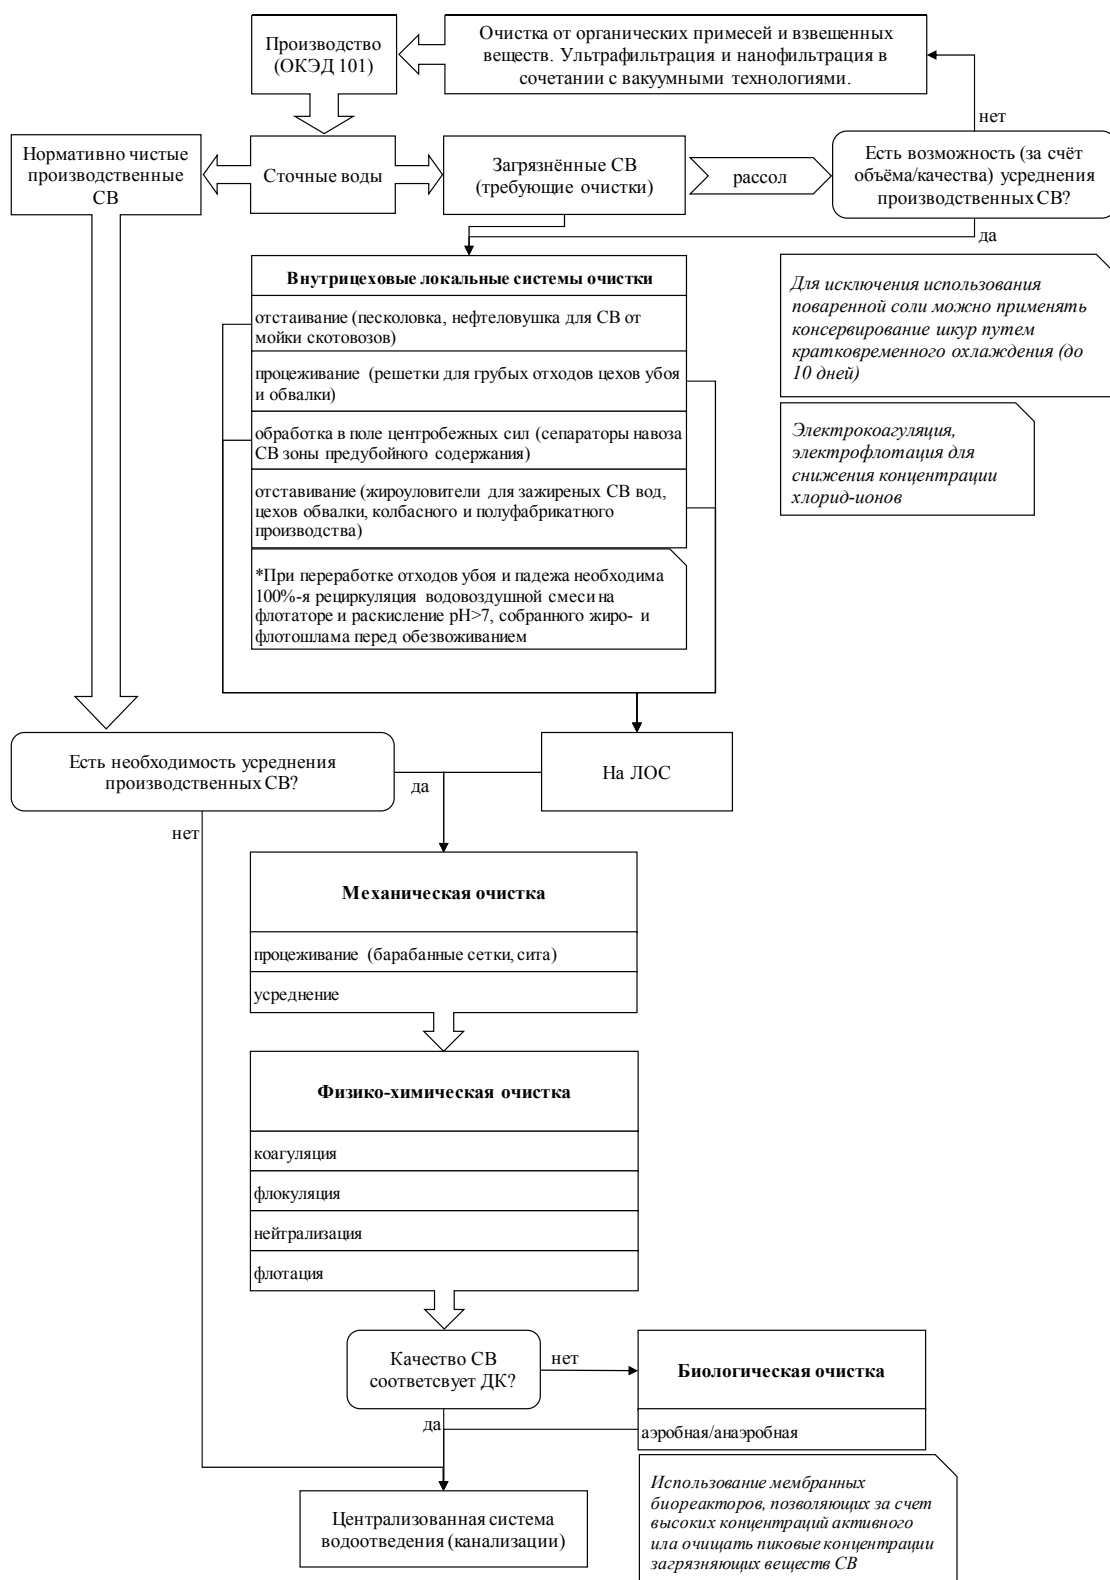 Производство
(ОКЭД 101)
Очистка от органических примесей и взвешенных
веществ. Ультрафильтрация и нанофильтрация в
сочетании с вакуумными технологиями.
нет
Нормативно чистые
производственные
СВ
Сточные воды
Загрязнённые СВ
(требующие очистки)
рассол
Есть возможность (за счёт
объёма/качества) усреднения
производственных СВ?
да
Внутрицеховые локальные системы очистки
отстаивание (песколовка, нефтеловушка для СВ от
мойки скотовозов)
процеживание (решетки для грубых отходов цехов убоя
и обвалки)
обработка в поле центробежных сил (сепараторы навоза
СВ зоны предубойного содержания)
отставивание (жироуловители для зажиреных СВ вод,
цехов обвалки, колбасного и полуфабрикатного
производства)
*При переработке отходов убоя и падежа необходима
100%-я рециркуляция водовоздушной смеси на
флотаторе и раскисление рН>7, собранного жиро- и
флотошлама перед обезвоживанием
Для исключения использования
поваренной соли можно применять
консервирование шкур путем
кратковременного охлаждения (до
10 дней)
Электрокоагуляция,
электрофлотация для
снижения концентрации
хлорид-ионов
Есть необходимость усреднения
производственных СВ?
да
На ЛОС
нет
Механическая очистка
процеживание (барабанные сетки, сита)
усреднение
Физико-химическая очистка
коагуляция
флокуляция
нейтрализация
флотация
Качество СВ
соответсвует ДК?
нет
да
Биологическая очистка
аэробная/анаэробная
Использование мембранных
биореакторов, позволяющих за счет
высоких концентраций активного
ила очищать пиковые концентрации
загрязняющих веществ СВ
Централизованная система
водоотведения (канализации)